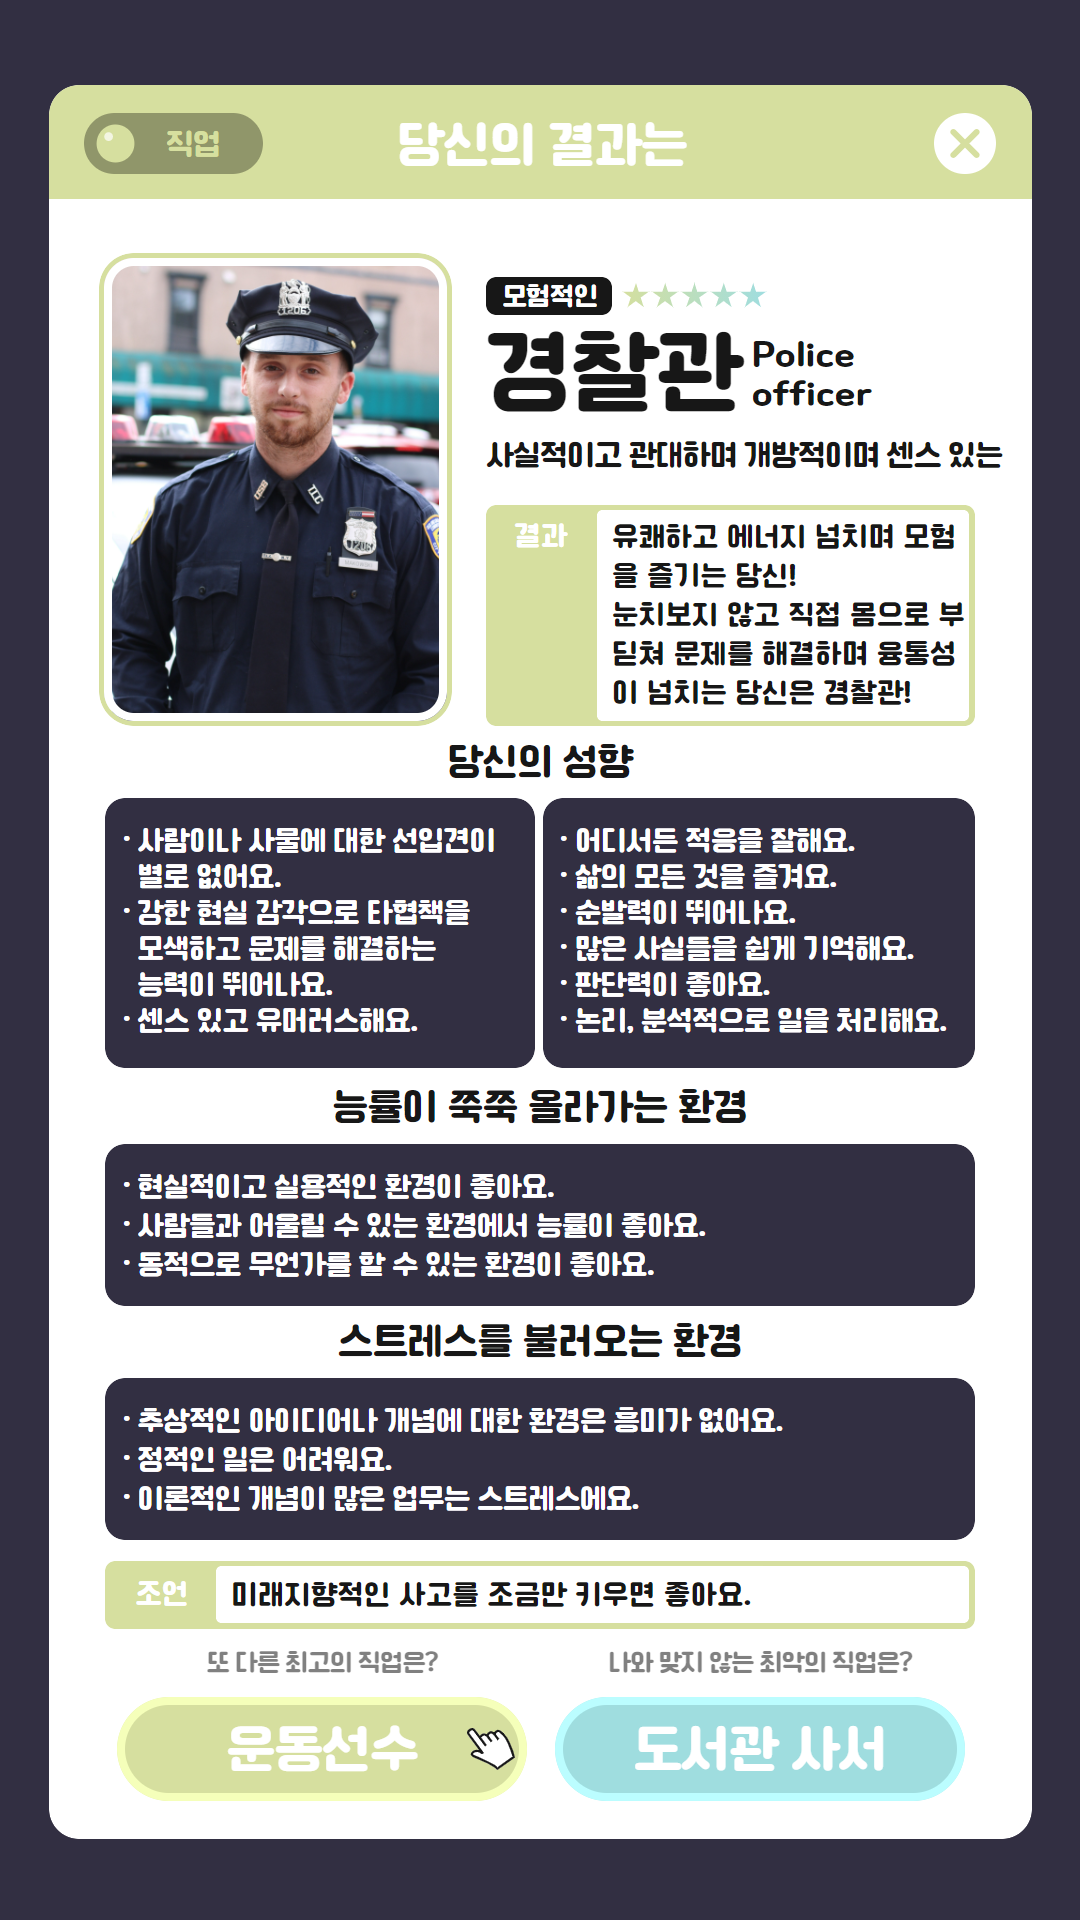 직업
당신의 결과는
모험적인
경찰관
Police
officer
사실적이고 관대하며 개방적이며 센스 있는
결과
유쾌하고 에너지 넘치며 모험
을 즐기는 당신!
눈치보지 않고 직접 몸으로 부
딛쳐 문제를 해결하며 융통성
이 넘치는 당신은 경찰관!
1206
1206
당신의 성향
· 사람이나 사물에 대한 선입견이
별로 없어요.
· 강한 현실 감각으로 타협책을
모색하고 문제를 해결하는
능력이 뛰어나요.
· 센스 있고 유머러스해요.
· 어디서든 적응을 잘해요.
· 삶의 모든 것을 즐겨요.
· 순발력이 뛰어나요.
· 많은 사실들을 쉽게 기억해요.
· 판단력이 좋아요.
· 논리, 분석적으로 일을 처리해요.
능률이 쭉쭉 올라가는 환경
· 현실적이고 실용적인 환경이 좋아요.
· 사람들과 어울릴 수 있는 환경에서 능률이 좋아요.
· 동적으로 무언가를 할 수 있는 환경이 좋아요.
스트레스를 불러오는 환경
· 추상적인 아이디어나 개념에 대한 환경은 흥미가 없어요.
· 정적인 일은 어려워요.
· 이론적인 개념이 많은 업무는 스트레스에요.
조언
미래지향적인 사고를 조금만 키우면 좋아요.
또 다른 최고의 직업은?
나와 맞지 않는 최악의 직업은?
운동선수
도서관 사서